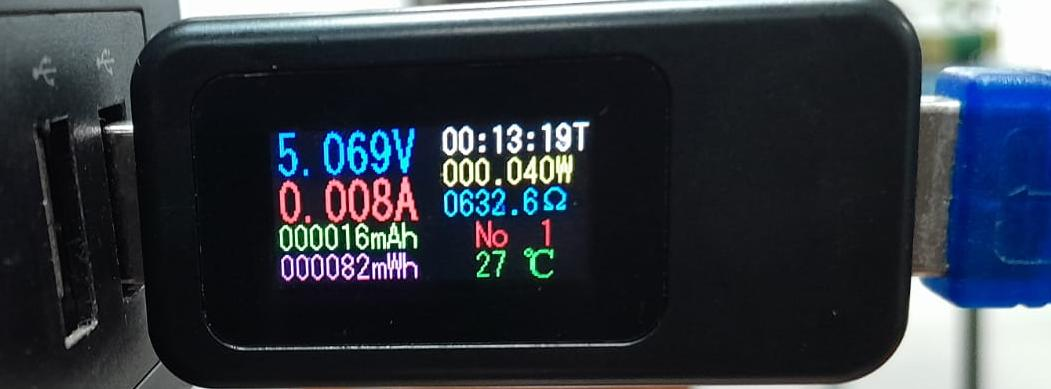 5.069V
0.008A
000016mAh
000082mWh
00:13:19T
000.040W
0632.6Ω
No 1
27 ℃